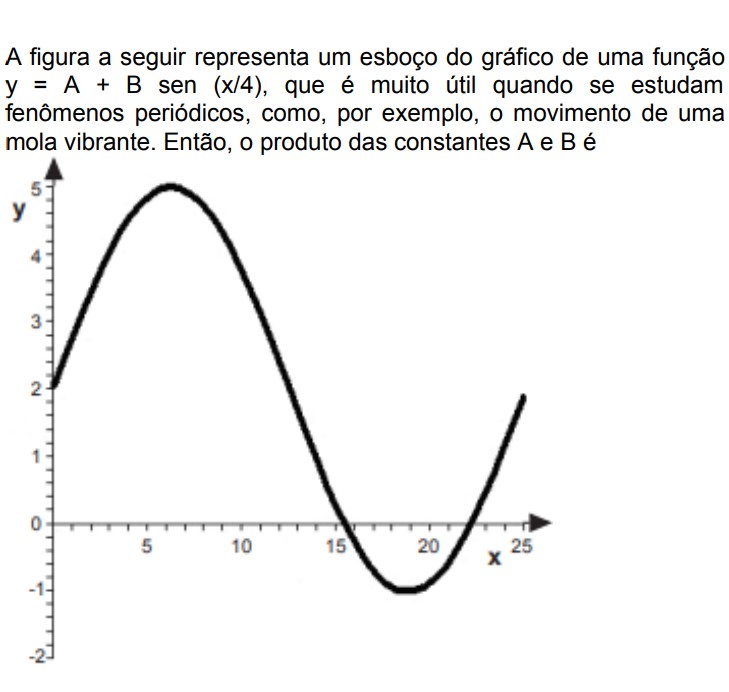 A figura a seguir representa um esboço do gráfico de uma função
y = A + B sen (x/4), que é muito útil quando se estudam
fenômenos periódicos, como, por exemplo, o movimento de uma
mola vibrante. Então, o produto das constantes A e B é
5
y
4
3
2
1
0
5 10 15 20 25
x
-1
-2